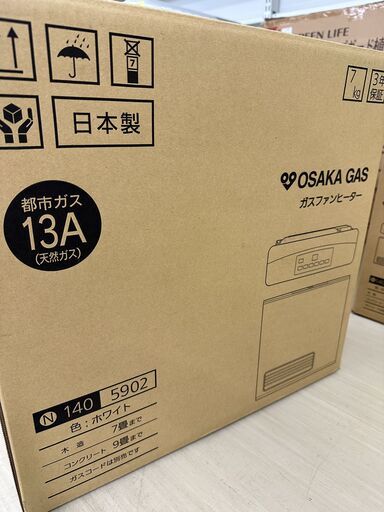 EEN LIFE
7
7
kg
3年
保証
日本製
都市ガス
13A
(天然ガス)
OSAKA GAS
ガスファンヒーター
N 140 5902
色:ホワイト
木造 7畳まで
コンクリート 9畳まで
ガスコードは別売です